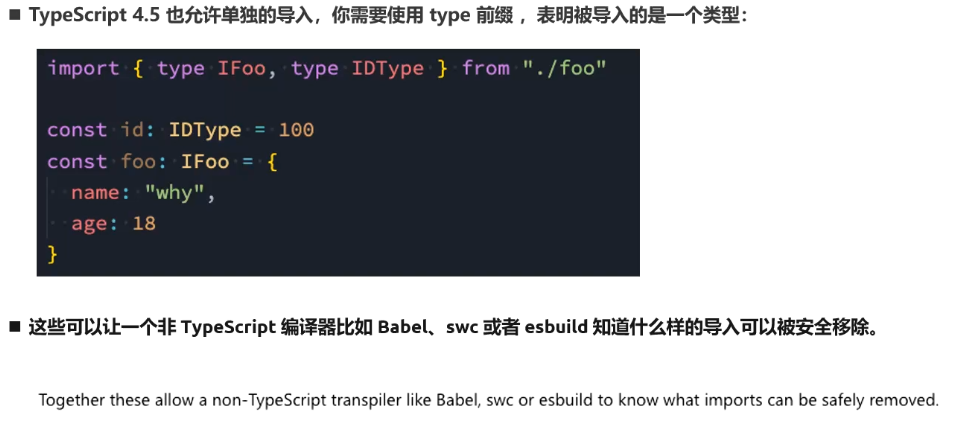 ■ TypeScript 4.5 也允许单独的导入，你需要使用 type 前缀 ，表明被导入的是一个类型：
import { type IFoo, type IDType } from "./foo"
const id: IDType = 100
const foo: IFoo = {
name: "why",
age: 18
}
■ 这些可以让一个非 TypeScript 编译器比如 Babel、swc 或者 esbuild 知道什么样的导入可以被安全移除。
Together these allow a non-TypeScript transpiler like Babel, swc or esbuild to know what imports can be safely removed.